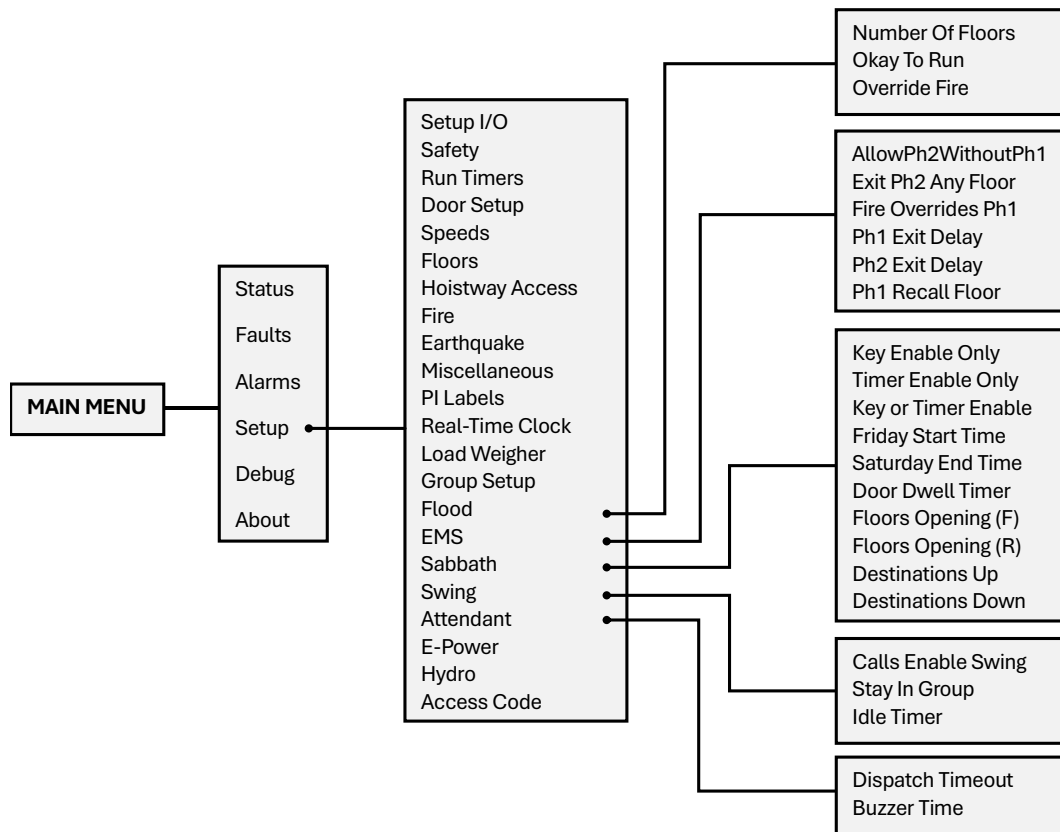 MAIN MENU
Status
Faults
Alarms
Setup
Debug
About
Setup I/O
Safety
Run Timers
Door Setup
Speeds
Floors
Hoistway Access
Fire
Earthquake
Miscellaneous
PI Labels
Real-Time Clock
Load Weigher
Group Setup
Flood
EMS
Sabbath
Swing
Attendant
E-Power
Hydro
Access Code
Number Of Floors
Okay To Run
Override Fire
AllowPh2WithoutPh1
Exit Ph2 Any Floor
Fire Overrides Ph1
Ph1 Exit Delay
Ph2 Exit Delay
Ph1 Recall Floor
Key Enable Only
Timer Enable Only
Key or Timer Enable
Friday Start Time
Saturday End Time
Door Dwell Timer
Floors Opening (F)
Floors Opening (R)
Destinations Up
Destinations Down
Calls Enable Swing
Stay In Group
Idle Timer
Dispatch Timeout
Buzzer Time